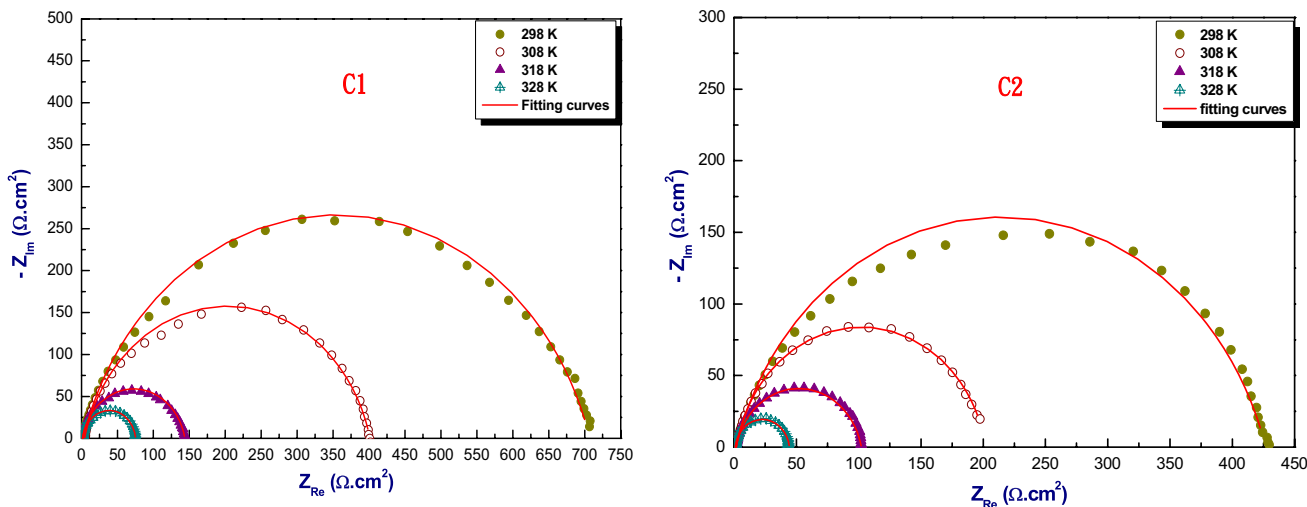 500
450
400
350
300
250
200
150
100
50
0
- Z_Im (Ω.cm²)
C1
298 K
308 K
318 K
328 K
Fitting curves
0 50 100 150 200 250 300 350 400 450 500 550 600 650 700 750
Z_Re (Ω.cm²)
300
250
200
150
100
50
0
- Z_Im (Ω.cm²)
C2
298 K
308 K
318 K
328 K
fitting curves
0 50 100 150 200 250 300 350 400 450
Z_Re (Ω.cm²)